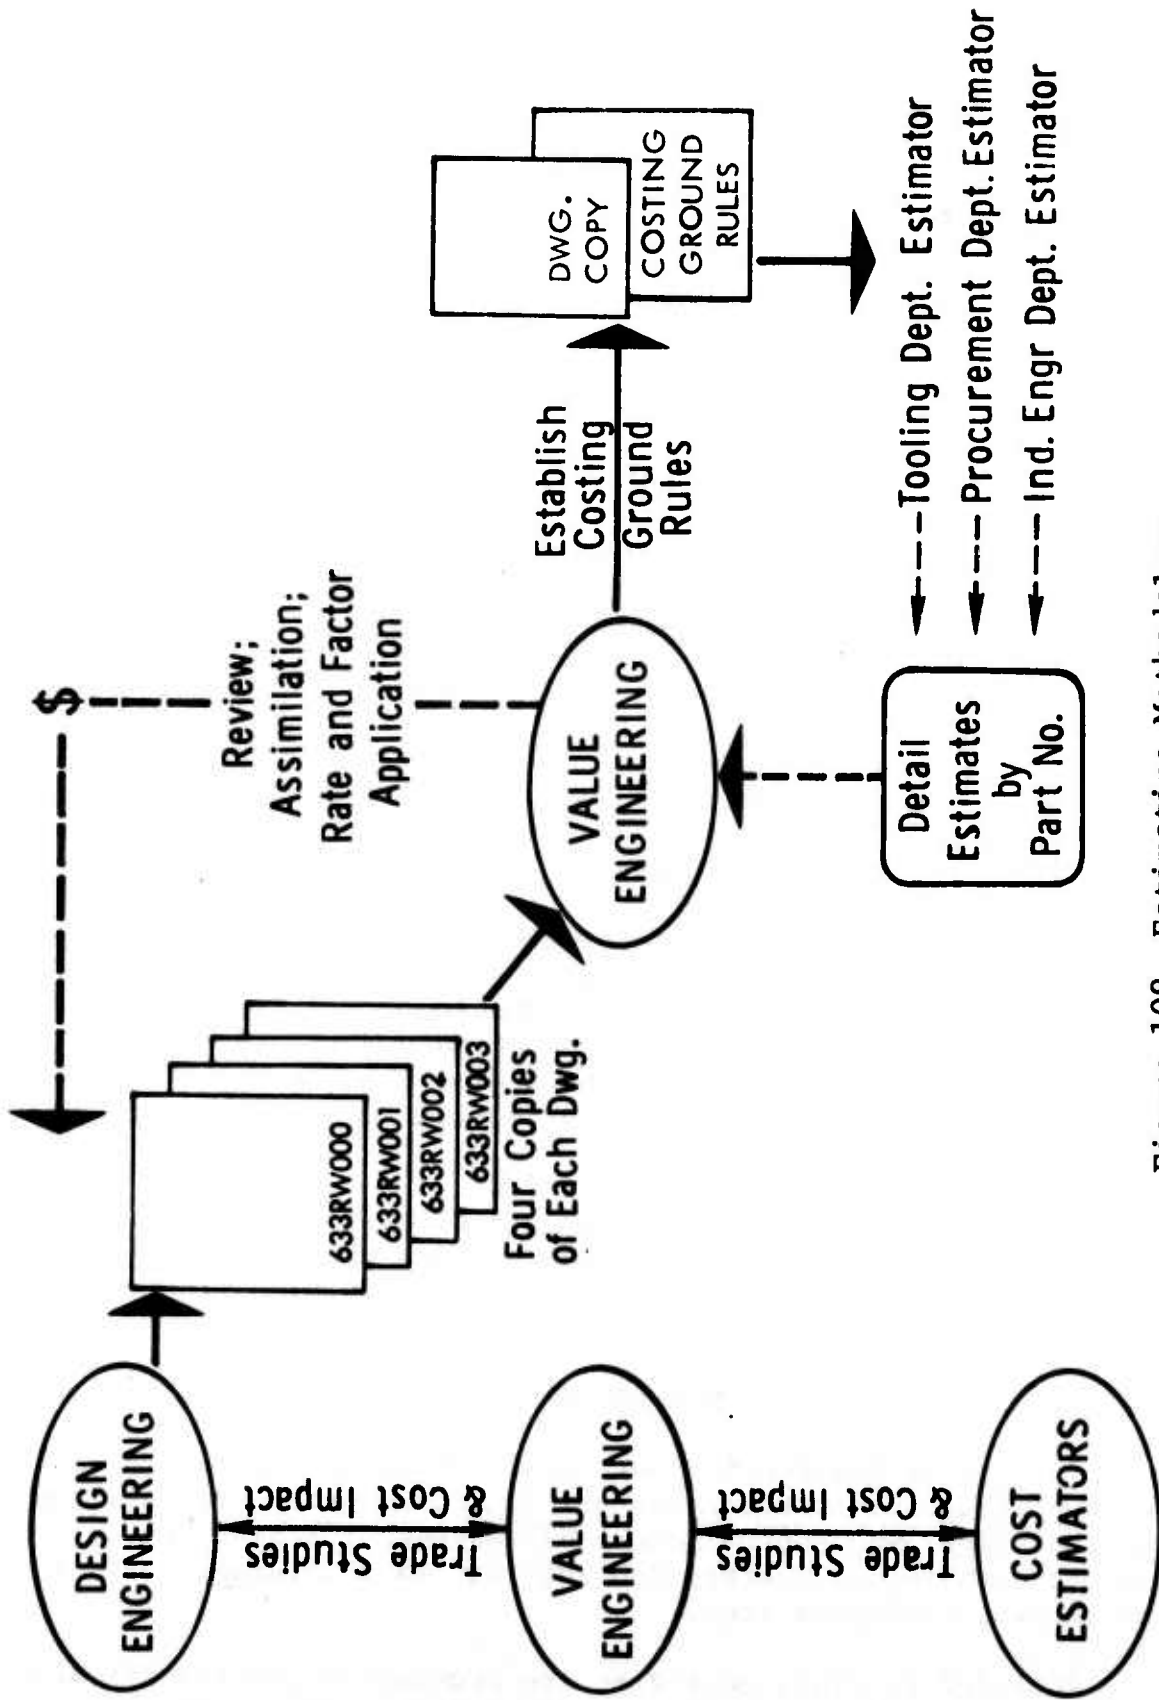 DESIGN
ENGINEERING
Trade Studies
& Cost Impact
VALUE
ENGINEERING
Trade Studies
& Cost Impact
COST
ESTIMATORS
633RW000
633RW001
633RW002
633RW003
Four Copies
of Each Dwg.
$
Review;
Assimilation;
Rate and Factor
Application
VALUE
ENGINEERING
Establish
Costing
Ground
Rules
DWG.
COPY
COSTING
GROUND
RULES
Detail
Estimates
by
Part No.
Tooling Dept. Estimator
Procurement Dept. Estimator
Ind. Engr Dept. Estimator